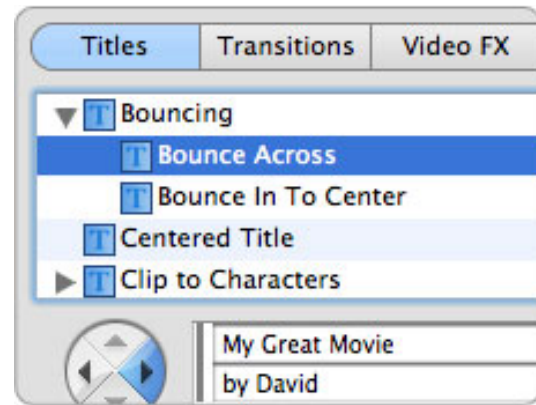 Titles Transitions Video FX
Bouncing
T Bounce Across
T Bounce In To Center
T Centered Title
T Clip to Characters
My Great Movie
by David